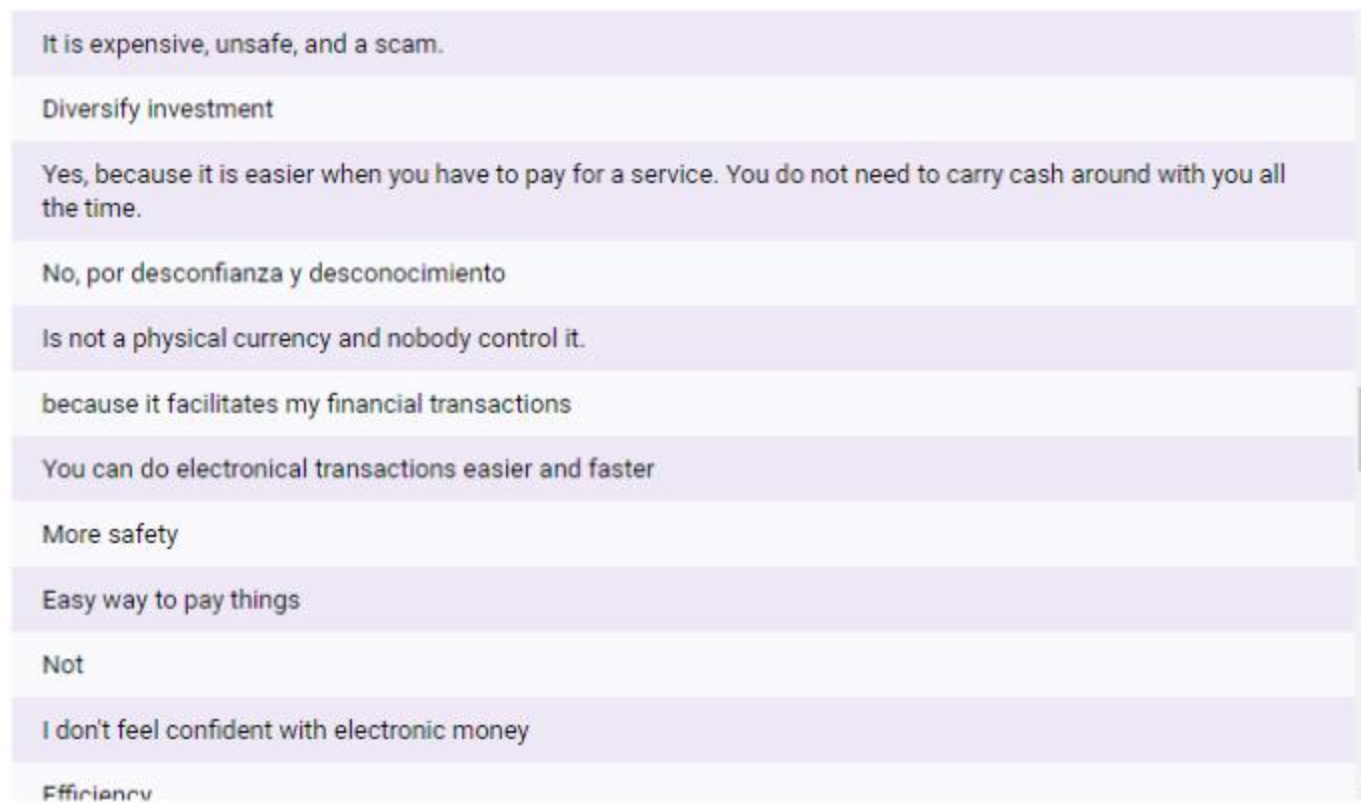 It is expensive, unsafe, and a scam.
Diversify investment
Yes, because it is easier when you have to pay for a service. You do not need to carry cash around with you all
the time.
No, por desconfianza y desconocimiento
Is not a physical currency and nobody control it.
because it facilitates my financial transactions
You can do electronical transactions easier and faster
More safety
Easy way to pay things
Not
I don't feel confident with electronic money
Efficiency